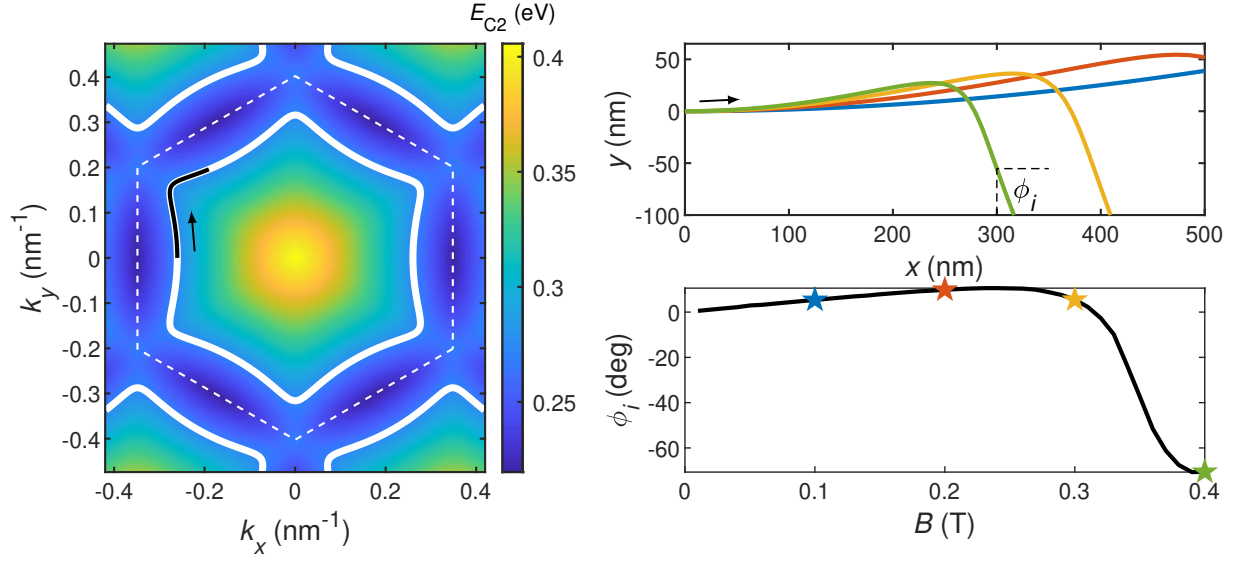 E_C2 (eV)
0.4
0.3
0.2
0.1
0
-0.1
-0.2
-0.3
-0.4
k_y (nm^-1)
-0.4 -0.2 0 0.2 0.4
k_x (nm^-1)
0.4
0.35
0.3
0.25
50
0
-50
-100
y (nm)
ϕ_i
0 100 200 300 400 500
x (nm)
0
-20
-40
-60
ϕ_i (deg)
0 0.1 0.2 0.3 0.4
B (T)